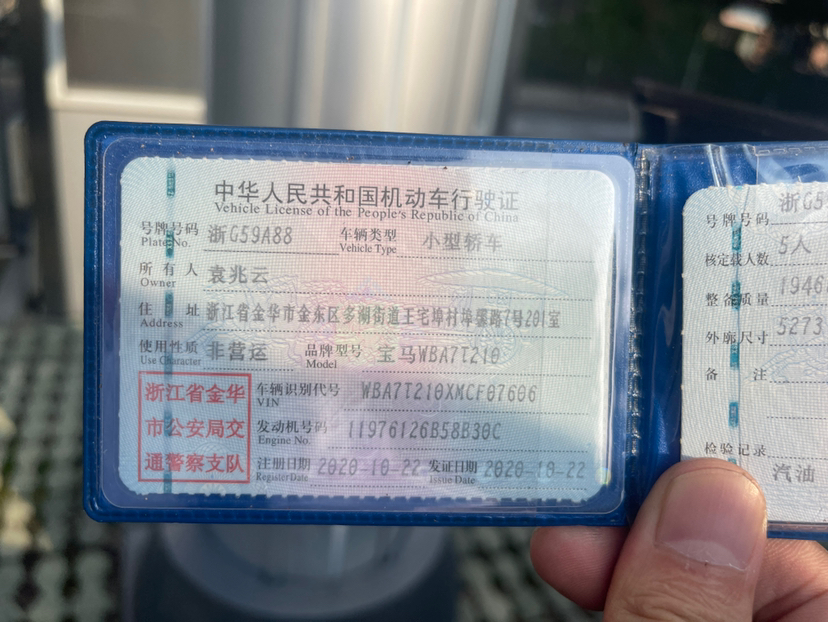 中华人民共和国机动车行驶证
Vehicle License of the People's Republic of China
号牌号码 浙G59A88 车辆类型 小型轿车
Plate No. Vehicle Type
所有人 袁兆云
Owner
住址 浙江省金华市金东区多湖街道王宅埠村埠骧路7号201室
Address
使用性质 非营运 品牌型号 宝马WBA7T210
Use Character Model
浙江省金华
市公安局交
通警察支队
车辆识别代号 WBA7T210XMCF07606
VIN
发动机号码 11976126B58B30C
Engine No.
注册日期 2020-10-22 发证日期 2020-10-22
Register Date Issue Date
号牌号码 浙G5
核定载人数 5人
整备质量 1946
外廓尺寸 5273
备注
检验记录
汽油